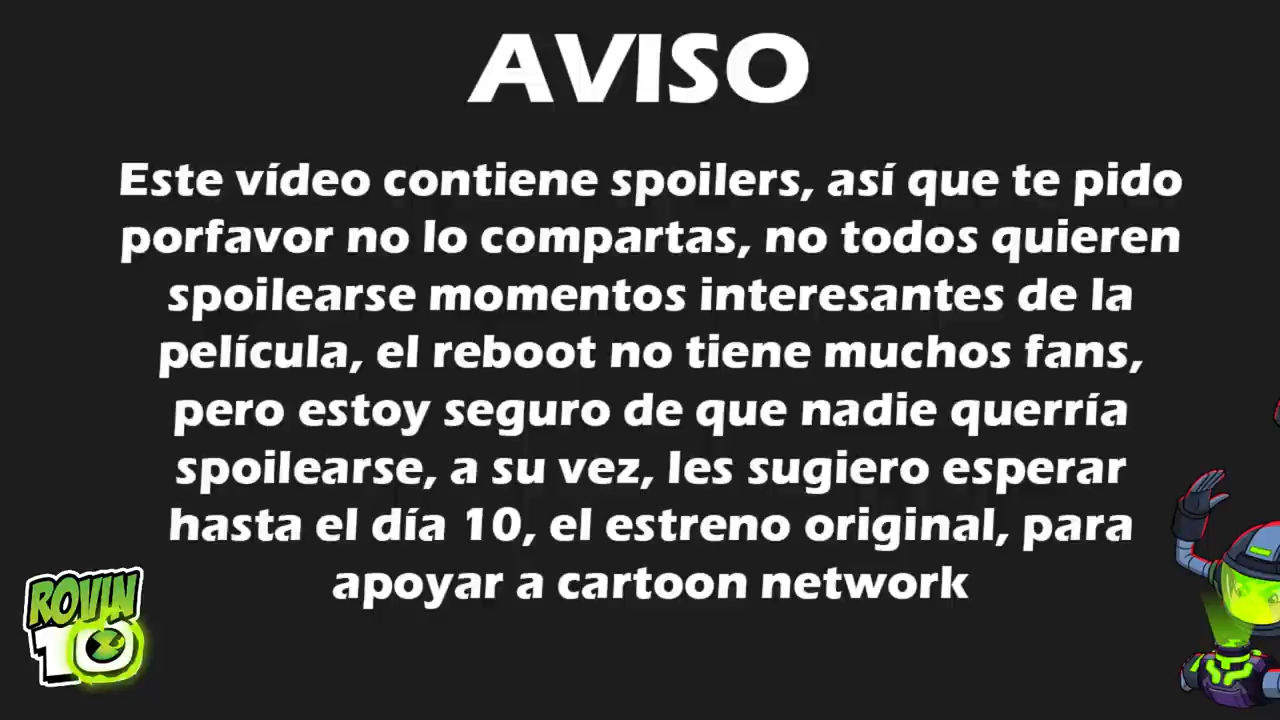 AVISO
Este vídeo contiene spoilers, así que te pido
porfavor no lo compartas, no todos quieren
spoilearse momentos interesantes de la
película, el reboot no tiene muchos fans,
pero estoy seguro de que nadie querría
spoilearse, a su vez, les sugiero esperar
hasta el día 10, el estreno original, para
apoyar a cartoon network
ROVIN
10